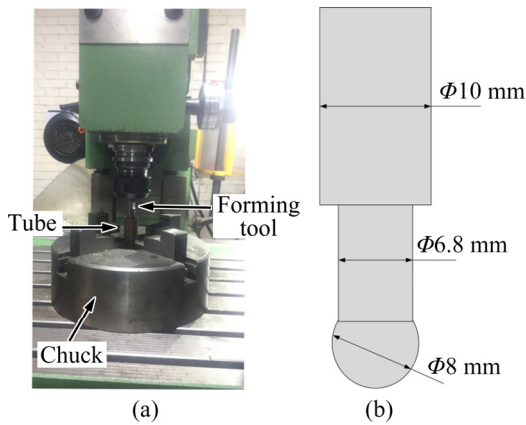 Φ10 mm
Forming
tool
Tube
Φ6.8 mm
Chuck
Φ8 mm
(a)
(b)